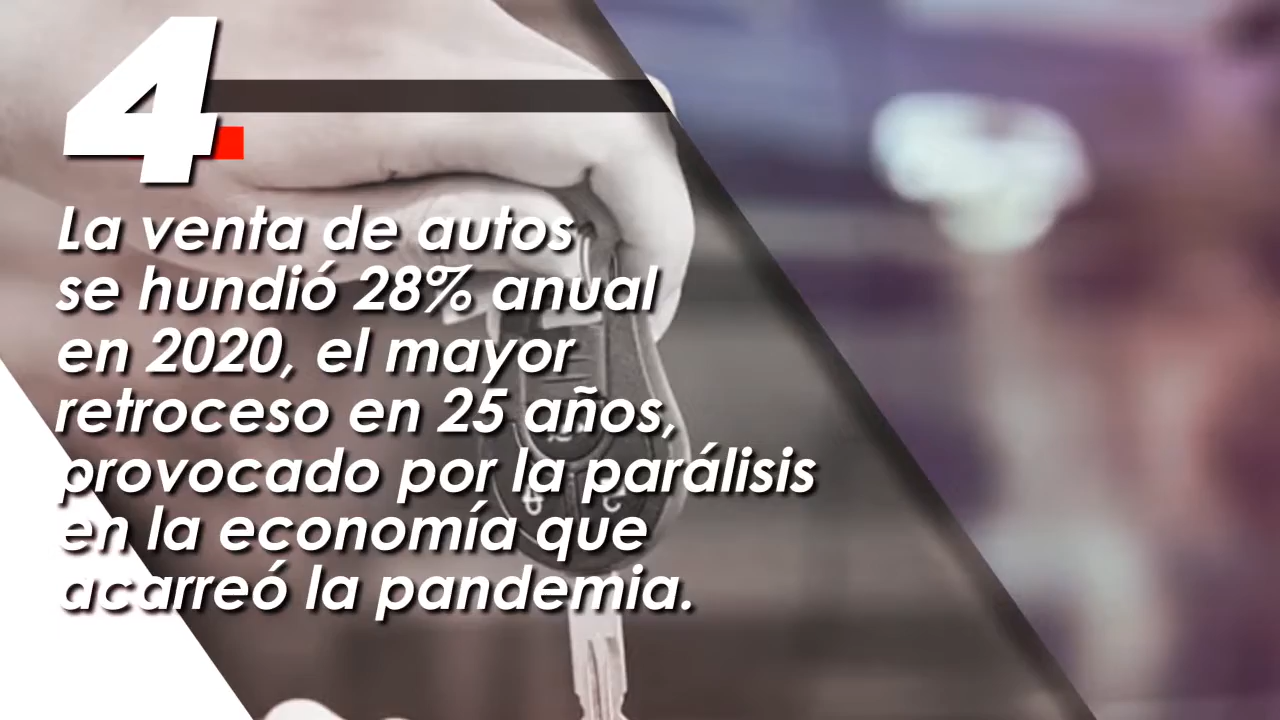 4
La venta de autos
se hundió 28% anual
en 2020, el mayor
retroceso en 25 años,
provocado por la parálisis
en la economía que
acarreó la pandemia.